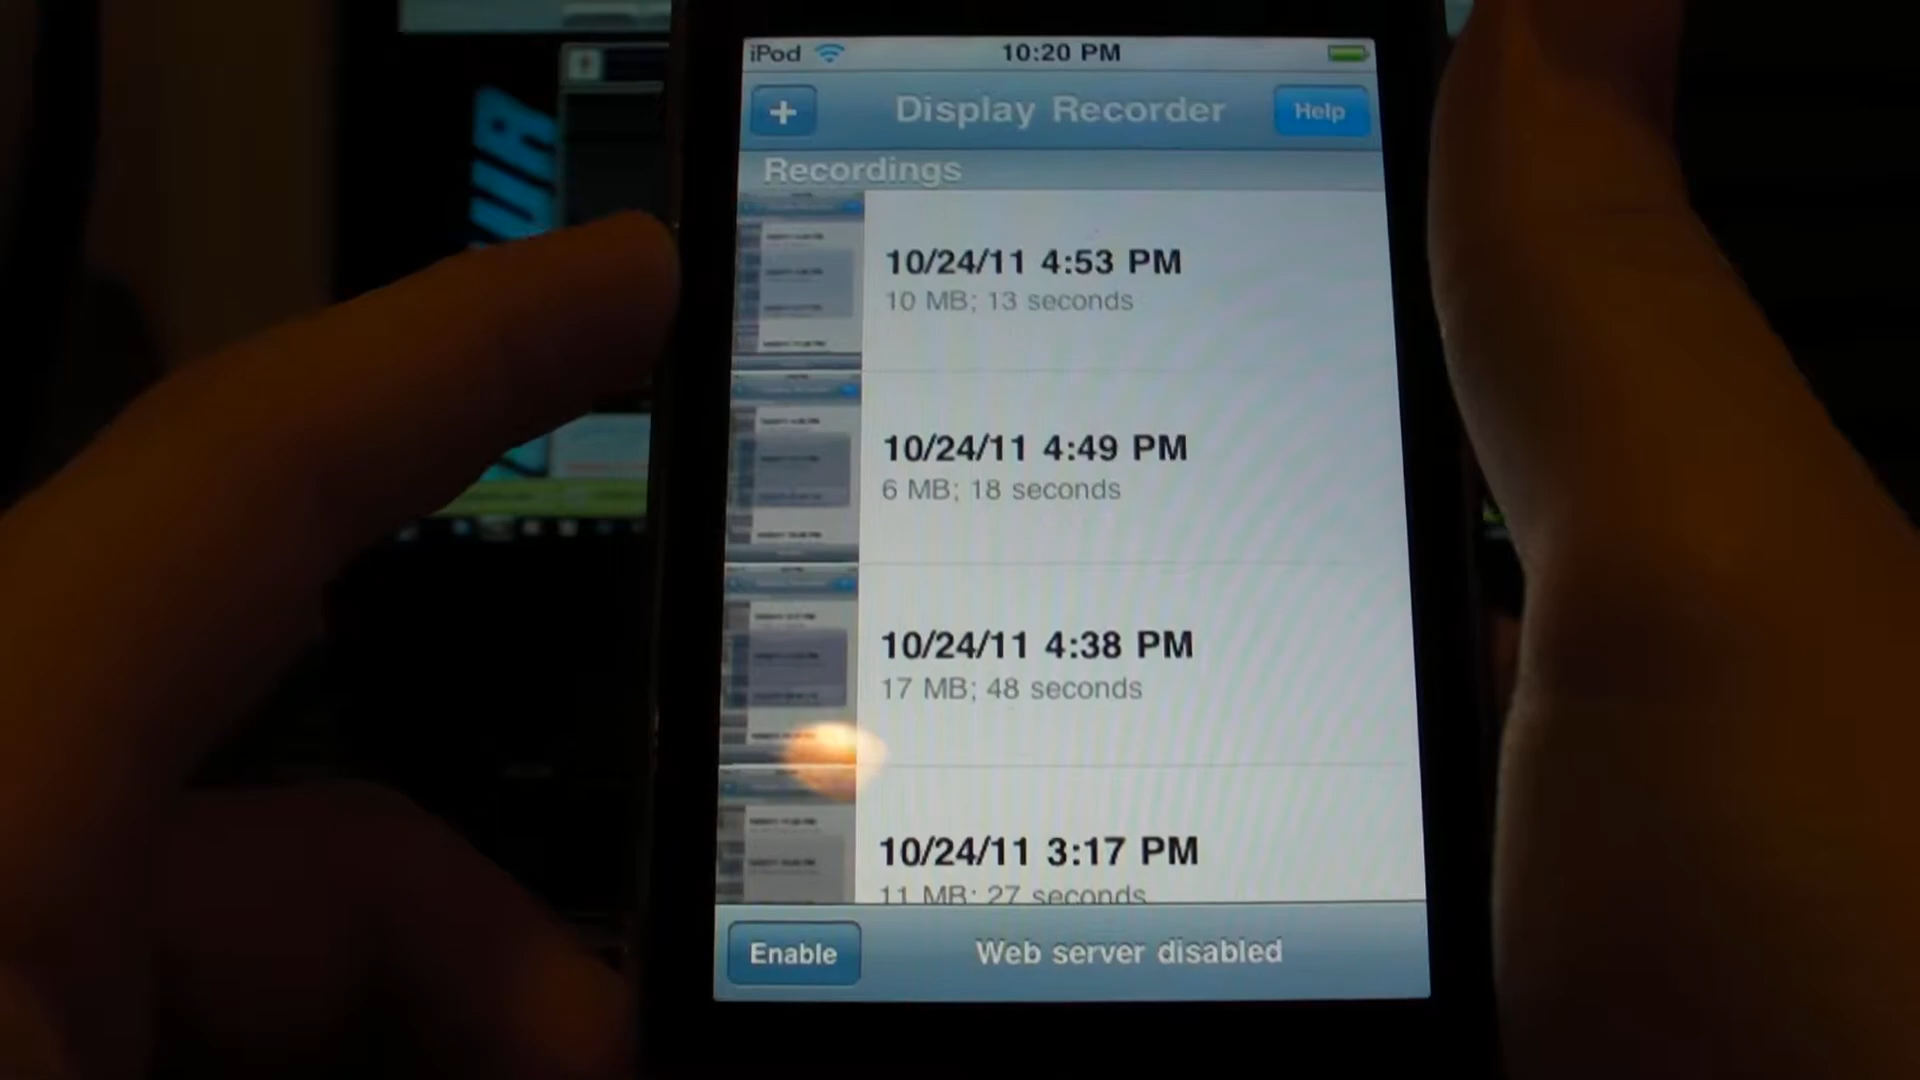 iPod 10:20 PM
+ Display Recorder Help
Recordings
10/24/11 4:53 PM
10 MB; 13 seconds
10/24/11 4:49 PM
6 MB; 18 seconds
10/24/11 4:38 PM
17 MB; 48 seconds
10/24/11 3:17 PM
11 MB; 27 seconds
Enable Web server disabled